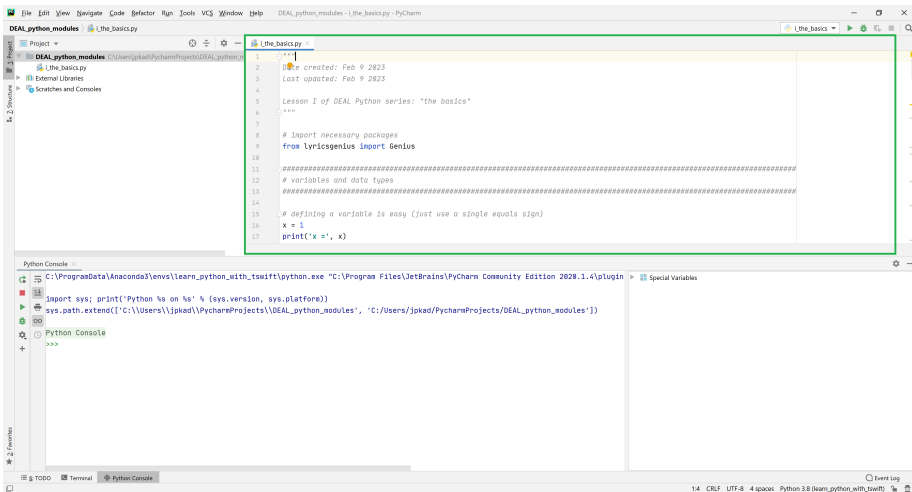 File Edit View Navigate Code Refactor Run Tools VCS Window Help DEAL_python_modules - i_the_basics.py - PyCharm
DEAL_python_modules i_the_basics.py
i_the_basics
1: Project
Project
i_the_basics.py
DEAL_python_modules C:\Users\jpkad\PycharmProjects\DEAL_python_m
i_the_basics.py
External Libraries
Scratches and Consoles
Z: Structure
1 """
2 Date created: Feb 9 2023
3 Last updated: Feb 9 2023
4
5 Lesson I of DEAL Python series: "the basics"
6 """
7
8 # import necessary packages
9 from lyricsgenius import Genius
10
11 ########################################################################################################################
12 # variables and data types
13 ########################################################################################################################
14
15 # defining a variable is easy (just use a single equals sign)
16 x = 1
17 print('x =', x)
Python Console
C:\ProgramData\Anaconda3\envs\learn_python_with_tswift\python.exe "C:\Program Files\JetBrains\PyCharm Community Edition 2020.1.4\plugin
import sys; print('Python %s on %s' % (sys.version, sys.platform))
sys.path.extend(['C:\\Users\\jpkad\\PycharmProjects\\DEAL_python_modules', 'C:/Users/jpkad/PycharmProjects/DEAL_python_modules'])
Python Console
>>>
Special Variables
2: Favorites
6: TODO Terminal Python Console
Event Log
1:4 CRLF UTF-8 4 spaces Python 3.8 (learn_python_with_tswift)